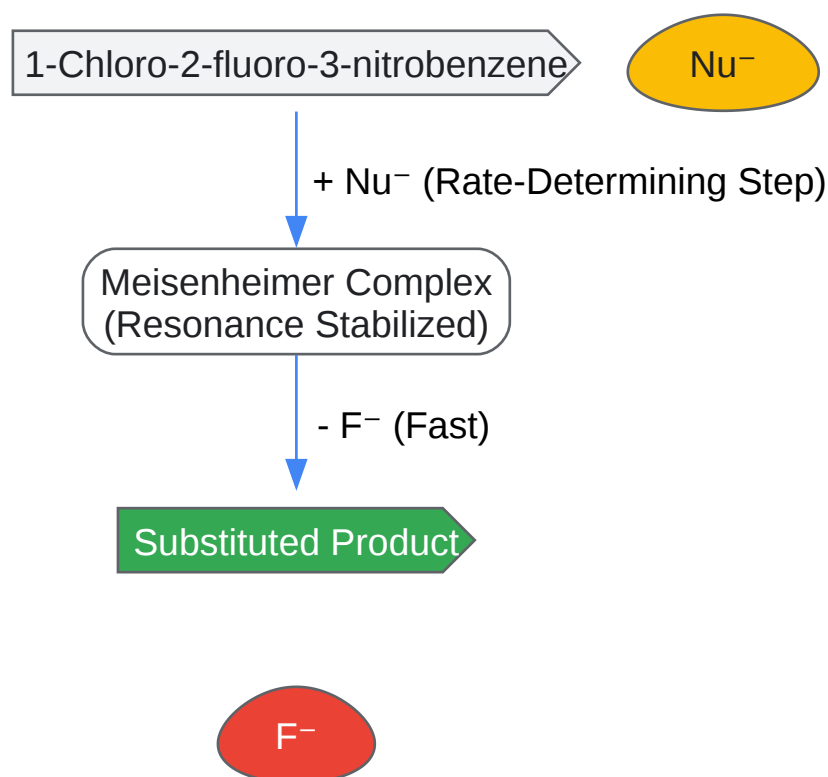 1-Chloro-2-fluoro-3-nitrobenzene
Nu⁻
+ Nu⁻ (Rate-Determining Step)
Meisenheimer Complex
(Resonance Stabilized)
- F⁻ (Fast)
Substituted Product
F⁻